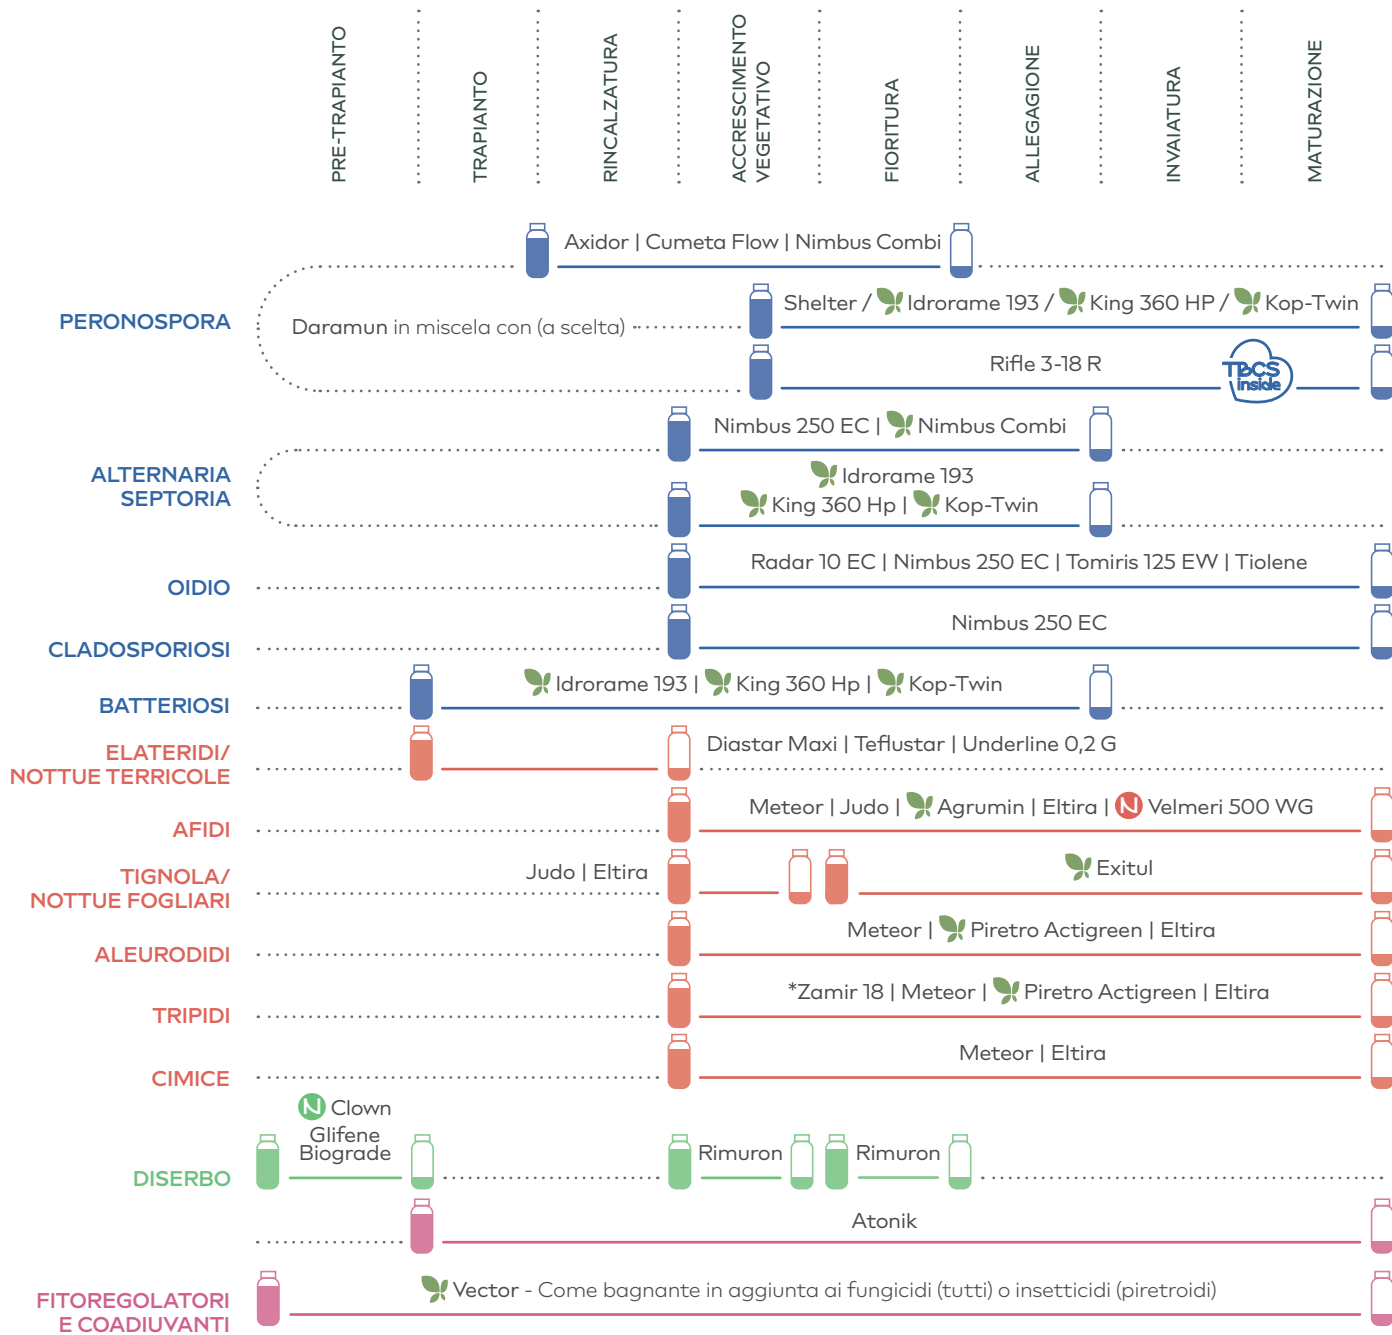 PRE-TRAPIANTO
TRAPIANTO
RINCALZATURA
ACCRESCIMENTO
VEGETATIVO
FIORITURA
ALLEGAGIONE
INVAIATURA
MATURAZIONE
Axidor | Cumeta Flow | Nimbus Combi
PERONOSPORA
Daramun in miscela con (a scelta)
Shelter / Idrorame 193 / King 360 HP / Kop-Twin
Rifle 3-18 R
TBCS
inside
ALTERNARIA
SEPTORIA
Nimbus 250 EC | Nimbus Combi
Idrorame 193
King 360 Hp | Kop-Twin
OIDIO
Radar 10 EC | Nimbus 250 EC | Tomiris 125 EW | Tiolene
CLADOSPORIOSI
Nimbus 250 EC
BATTERIOSI
Idrorame 193 | King 360 Hp | Kop-Twin
ELATERIDI/
NOTTUE TERRICOLE
Diastar Maxi | Teflustar | Underline 0,2 G
AFIDI
Meteor | Judo | Agrumin | Eltira | N Velmeri 500 WG
TIGNOLA/
NOTTUE FOGLIARI
Judo | Eltira
Exitul
ALEURODIDI
Meteor | Piretro Actigreen | Eltira
TRIPIDI
*Zamir 18 | Meteor | Piretro Actigreen | Eltira
CIMICE
Meteor | Eltira
DISERBO
N Clown
Glifene
Biograde
Rimuron
Rimuron
Atonik
FITOREGOLATORI
E COADIUVANTI
Vector - Come bagnante in aggiunta ai fungicidi (tutti) o insetticidi (piretroidi)